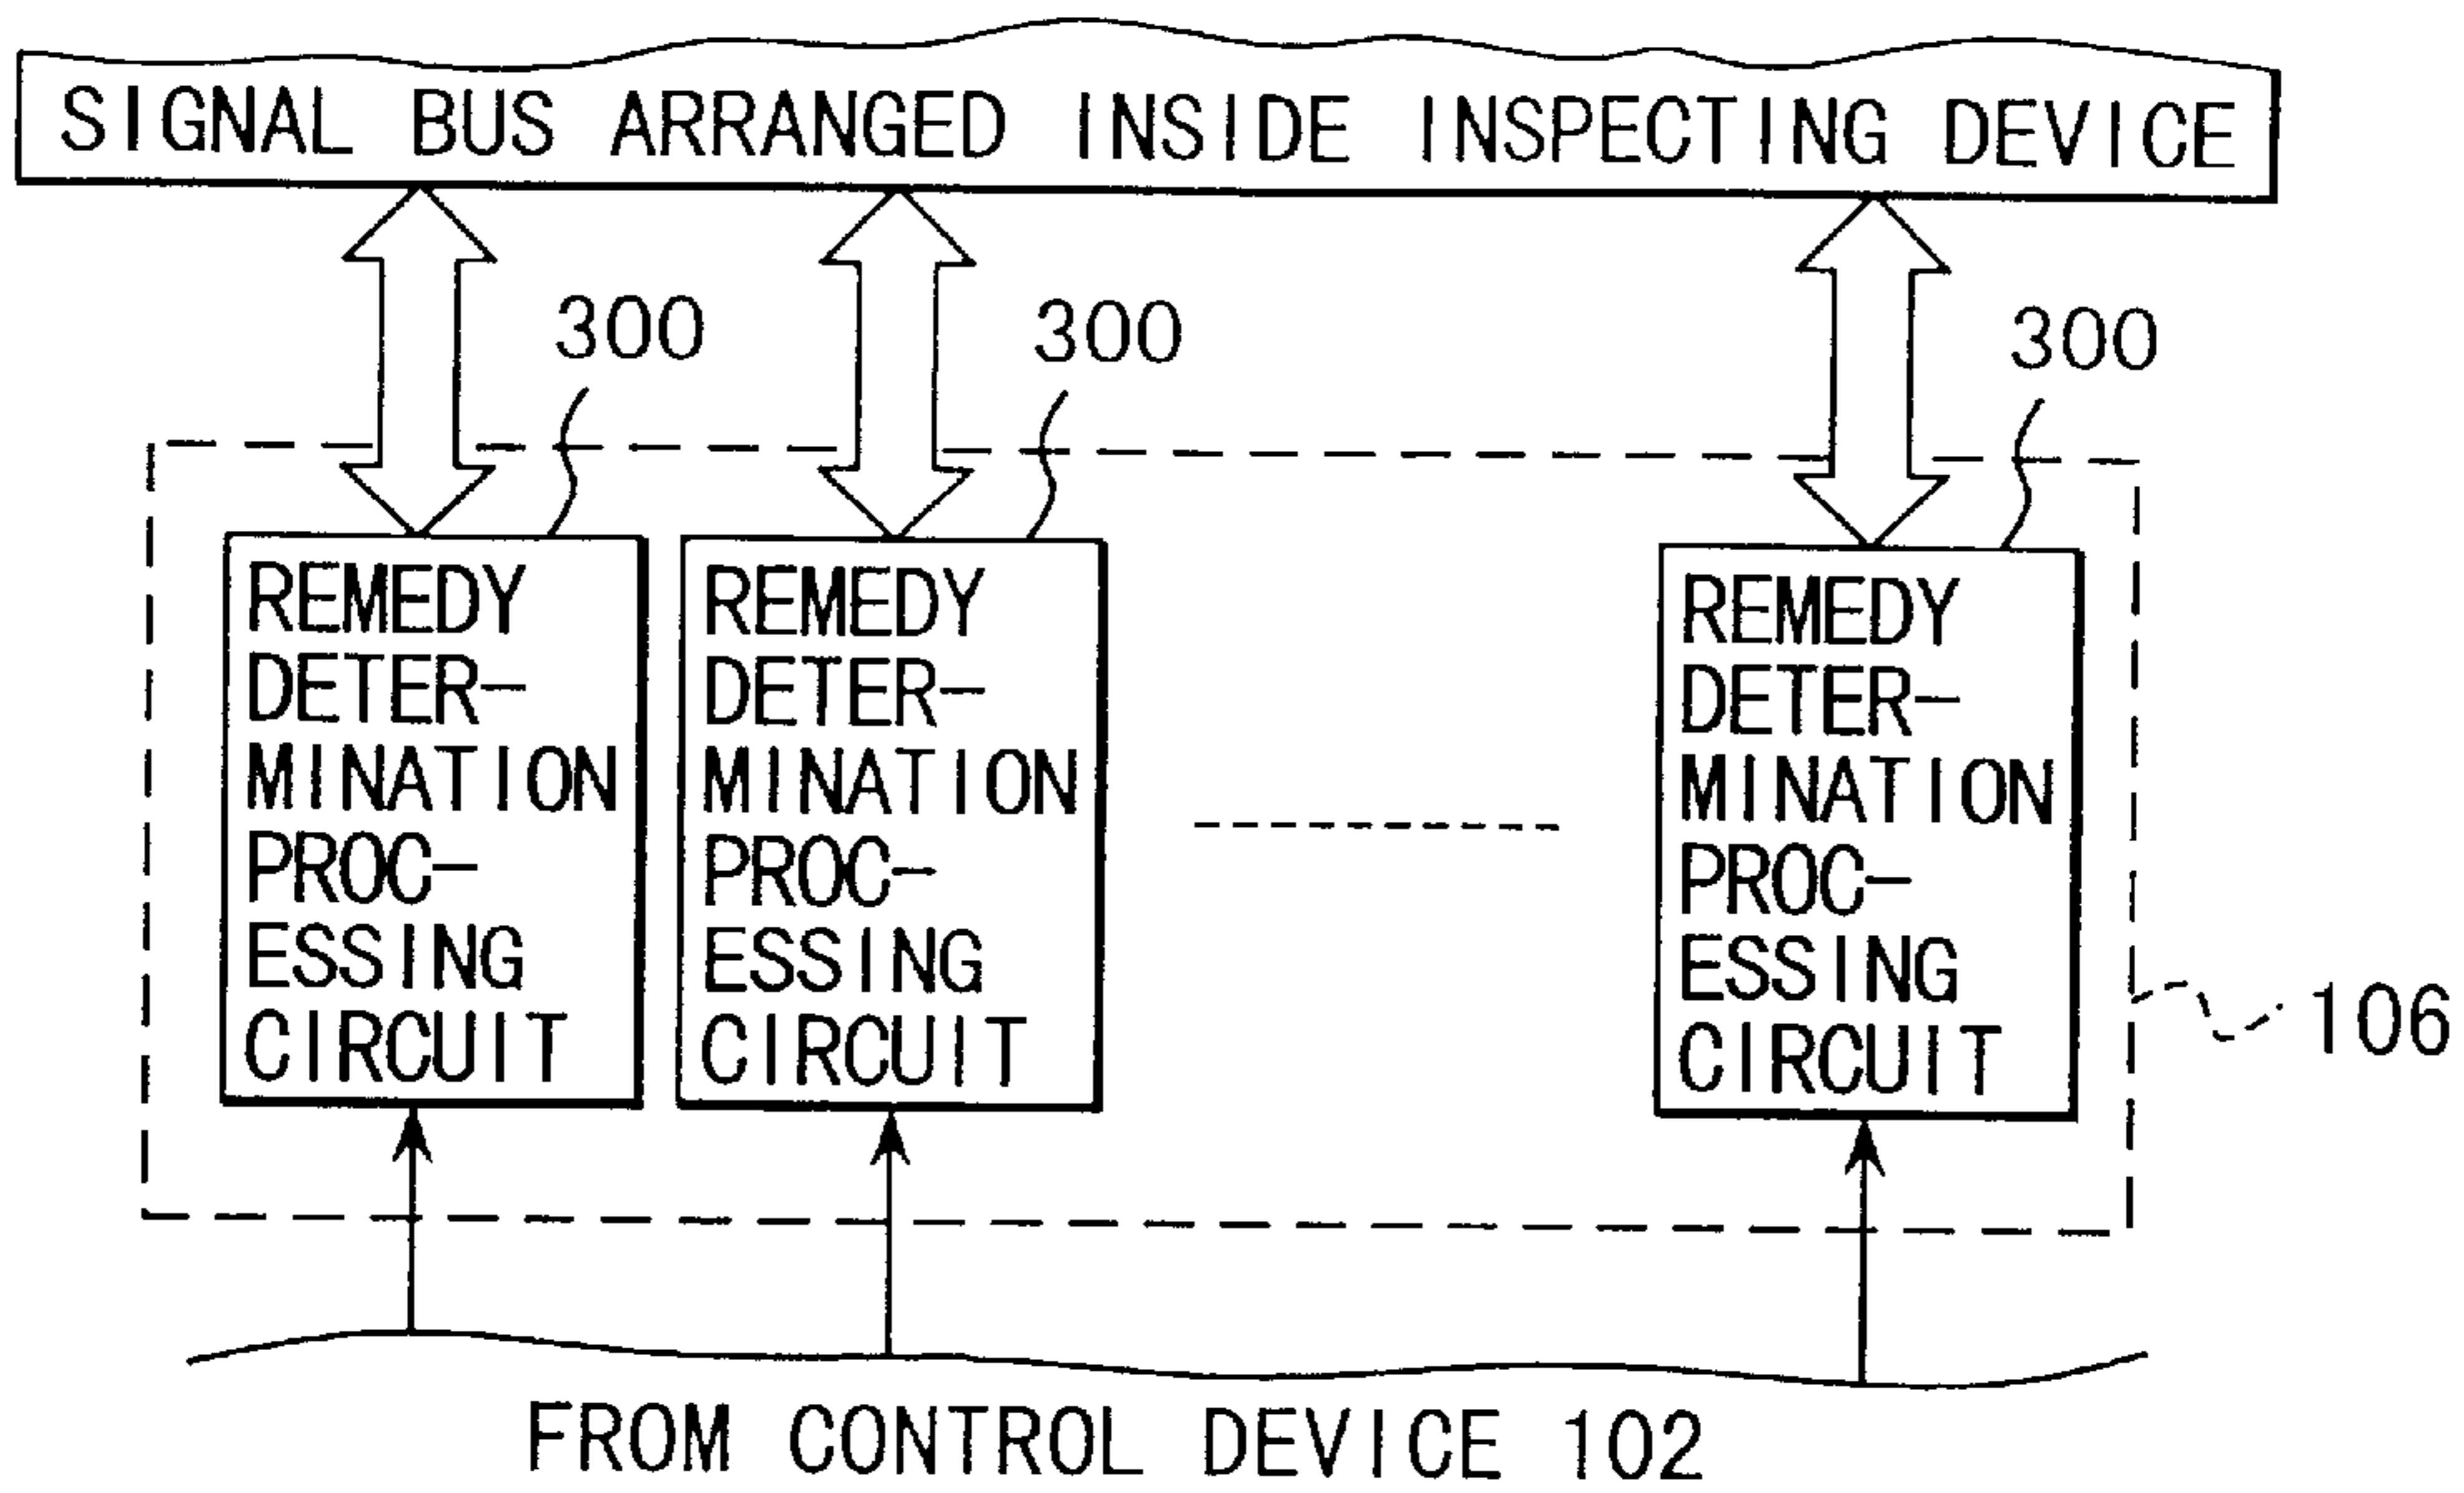 SIGNAL BUS ARRANGED INSIDE INSPECTING DEVICE
300
300
300
REMEDY
DETER-
MINATION
PROC-
ESSING
CIRCUIT
REMEDY
DETER-
MINATION
PROC-
ESSING
CIRCUIT
REMEDY
DETER-
MINATION
PROC-
ESSING
CIRCUIT
106
FROM CONTROL DEVICE 102